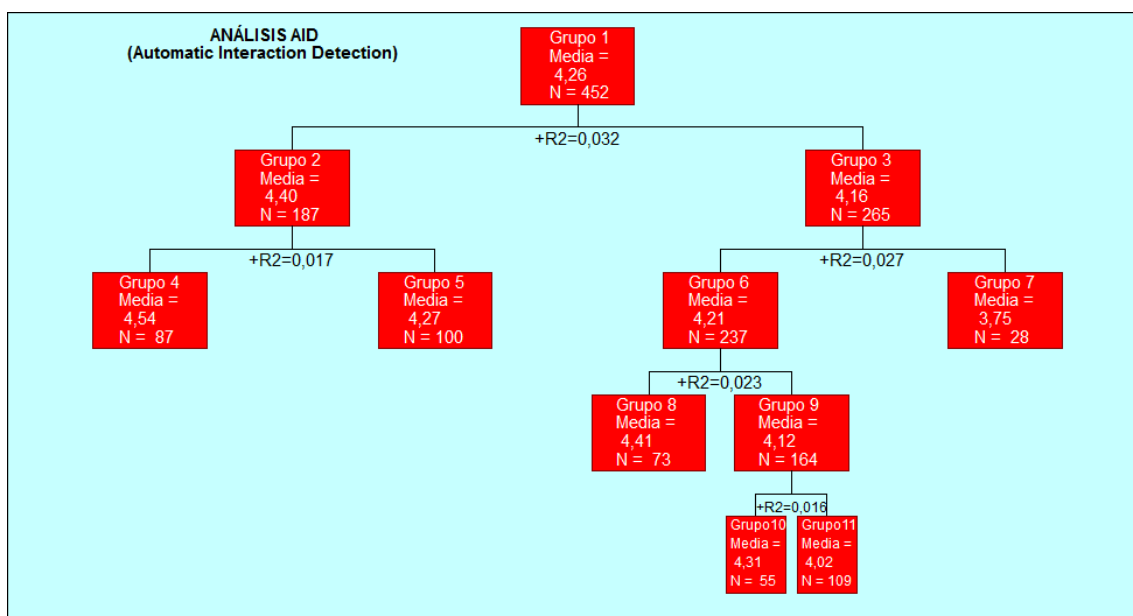 ANÁLISIS AID
(Automatic Interaction Detection)
Grupo 1
Media =
4,26
N = 452
+R2=0,032
Grupo 2
Media =
4,40
N = 187
Grupo 3
Media =
4,16
N = 265
+R2=0,017
+R2=0,027
Grupo 4
Media =
4,54
N = 87
Grupo 5
Media =
4,27
N = 100
Grupo 6
Media =
4,21
N = 237
Grupo 7
Media =
3,75
N = 28
+R2=0,023
Grupo 8
Media =
4,41
N = 73
Grupo 9
Media =
4,12
N = 164
+R2=0,016
Grupo10
Media =
4,31
N = 55
Grupo11
Media =
4,02
N = 109